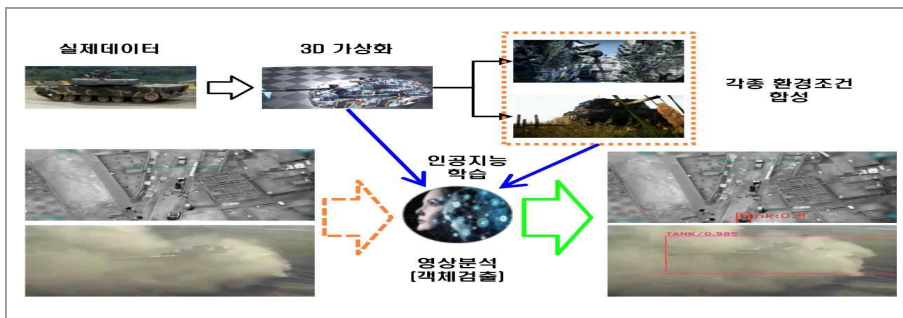 실제데이터
3D 가상화
각종 환경조건
합성
인공지능
학습
영상분석
(객체검출)
TANK/0.985